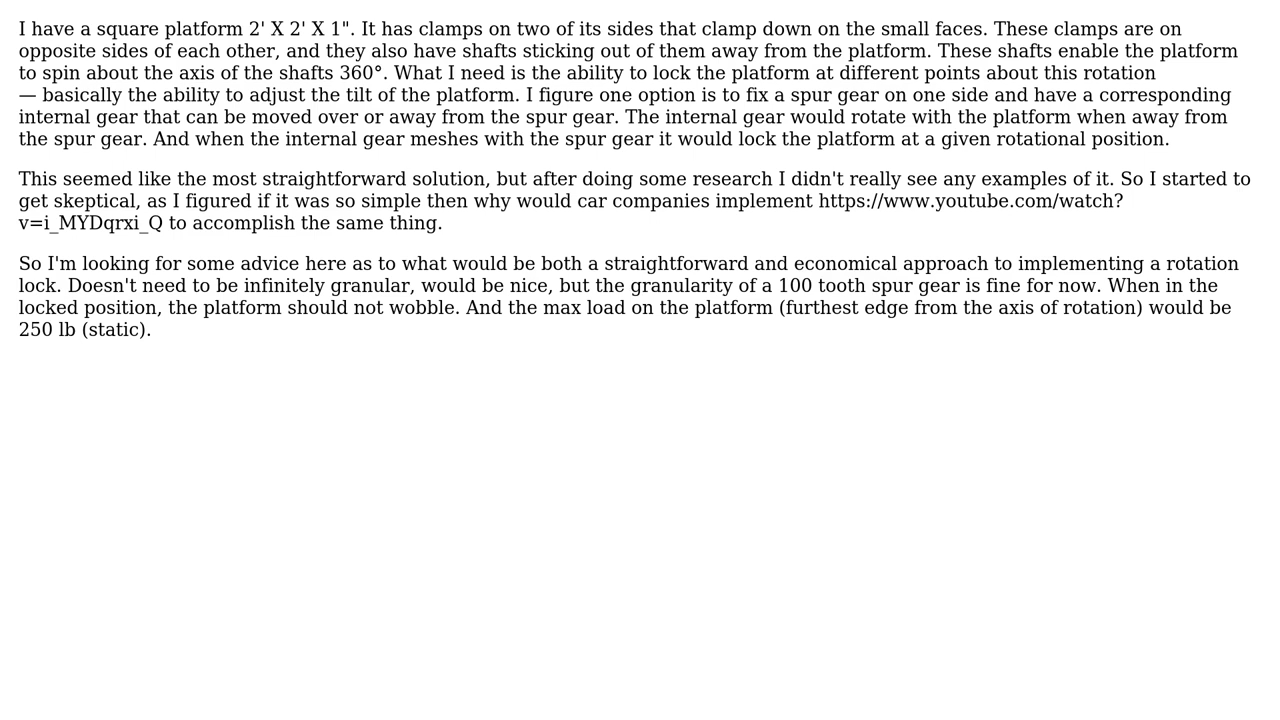 I have a square platform 2' X 2' X 1". It has clamps on two of its sides that clamp down on the small faces. These clamps are on
opposite sides of each other, and they also have shafts sticking out of them away from the platform. These shafts enable the platform
to spin about the axis of the shafts 360°. What I need is the ability to lock the platform at different points about this rotation
— basically the ability to adjust the tilt of the platform. I figure one option is to fix a spur gear on one side and have a corresponding
internal gear that can be moved over or away from the spur gear. The internal gear would rotate with the platform when away from
the spur gear. And when the internal gear meshes with the spur gear it would lock the platform at a given rotational position.
This seemed like the most straightforward solution, but after doing some research I didn't really see any examples of it. So I started to
get skeptical, as I figured if it was so simple then why would car companies implement https://www.youtube.com/watch?
v=i_MYDqrxi_Q to accomplish the same thing.
So I'm looking for some advice here as to what would be both a straightforward and economical approach to implementing a rotation
lock. Doesn't need to be infinitely granular, would be nice, but the granularity of a 100 tooth spur gear is fine for now. When in the
locked position, the platform should not wobble. And the max load on the platform (furthest edge from the axis of rotation) would be
250 lb (static).